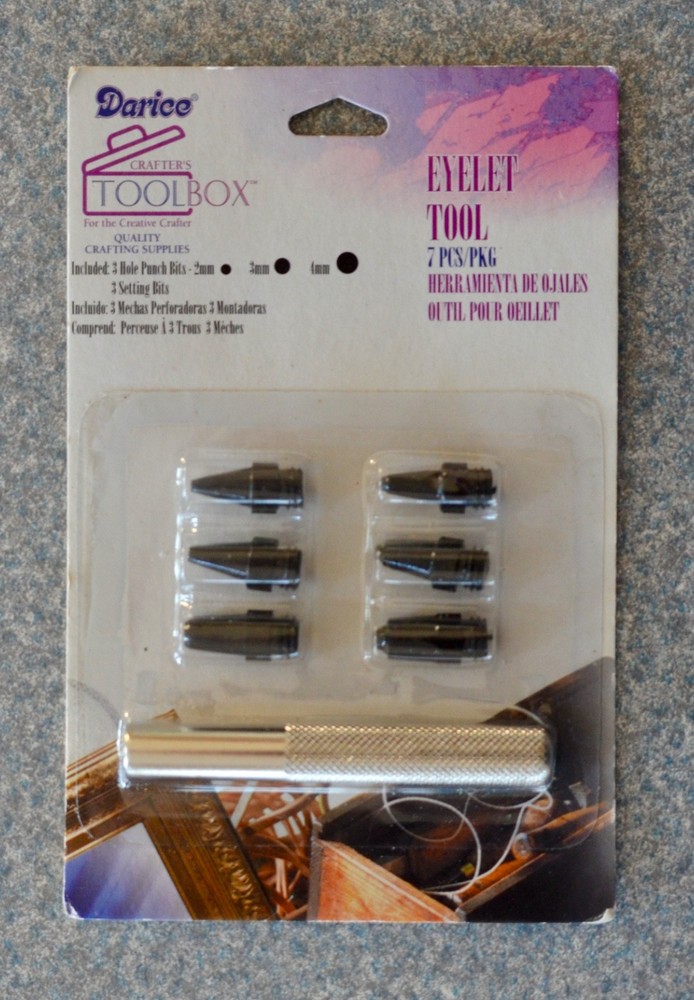 Darice®
CRAFTER'S
TOOLBOX™
For the Creative Crafter
QUALITY
CRAFTING SUPPLIES
Included: 3 Hole Punch Bits - 2mm 3mm 4mm
3 Setting Bits
Incluido: 3 Mechas Perforadoras 3 Montadoras
Comprend: Perceuse À 3 Trous 3 Mèches
EYELET
TOOL
7 PCS/PKG
HERRAMIENTA DE OJALES
OUTIL POUR OEILLET